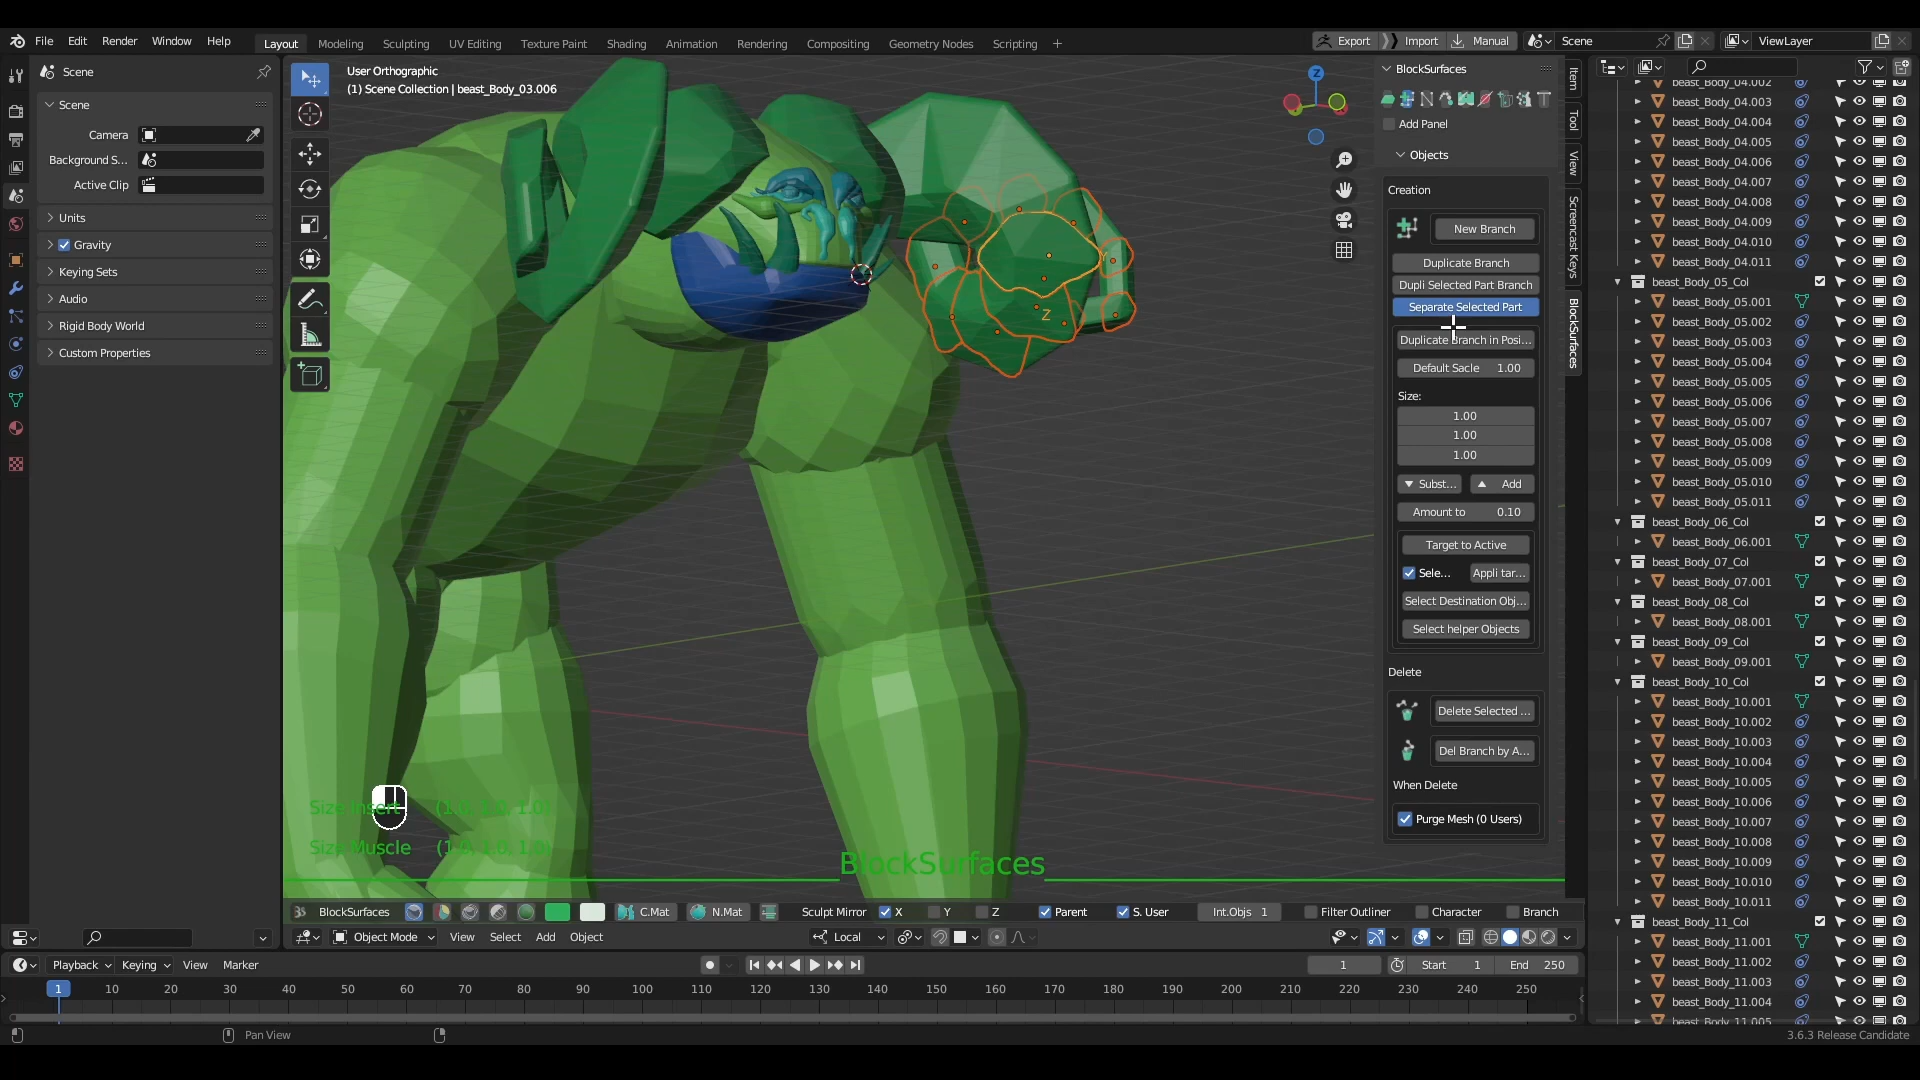 File Edit Render Window Help
Layout Modeling Sculpting UV Editing Texture Paint Shading Animation Rendering Compositing Geometry Nodes Scripting +
Export Import Manual Scene ViewLayer
Scene
Scene
Camera
Background S...
Active Clip
Units
Gravity
Keying Sets
Audio
Rigid Body World
Custom Properties
User Orthographic
(1) Scene Collection | beast_Body_03.006
Z
Z
BlockSurfaces
Add Panel
Objects
Creation
New Branch
Duplicate Branch
Dupli Selected Part Branch
Separate Selected Part
Duplicate Branch in Posi...
Default Sacle 1.00
Size:
1.00
1.00
1.00
Subst... Add
Amount to 0.10
Target to Active
Sele... Appli tar...
Select Destination Obj...
Select helper Objects
Delete
Delete Selected ...
Del Branch by A...
When Delete
Purge Mesh (0 Users)
Item
Tool
View
Screencast Keys
BlockSurfaces
beast_Body_04.002
beast_Body_04.003
beast_Body_04.004
beast_Body_04.005
beast_Body_04.006
beast_Body_04.007
beast_Body_04.008
beast_Body_04.009
beast_Body_04.010
beast_Body_04.011
beast_Body_05_Col
beast_Body_05.001
beast_Body_05.002
beast_Body_05.003
beast_Body_05.004
beast_Body_05.005
beast_Body_05.006
beast_Body_05.007
beast_Body_05.008
beast_Body_05.009
beast_Body_05.010
beast_Body_05.011
beast_Body_06_Col
beast_Body_06.001
beast_Body_07_Col
beast_Body_07.001
beast_Body_08_Col
beast_Body_08.001
beast_Body_09_Col
beast_Body_09.001
beast_Body_10_Col
beast_Body_10.001
beast_Body_10.002
beast_Body_10.003
beast_Body_10.004
beast_Body_10.005
beast_Body_10.006
beast_Body_10.007
beast_Body_10.008
beast_Body_10.009
beast_Body_10.010
beast_Body_10.011
beast_Body_11_Col
beast_Body_11.001
beast_Body_11.002
beast_Body_11.003
beast_Body_11.004
beast_Body_11.005
Size Insert (1.0, 1.0, 1.0)
Size Muscle (1.0, 1.0, 1.0)
BlockSurfaces
BlockSurfaces C.Mat N.Mat Sculpt Mirror X Y Z Parent S. User Int.Objs 1 Filter Outliner Character Branch
Object Mode View Select Add Object Local
Playback Keying View Marker 1 Start 1 End 250
1 10 20 30 40 50 60 70 80 90 100 110 120 130 140 150 160 170 180 190 200 210 220 230 240 250
Pan View 3.6.3 Release Candidate